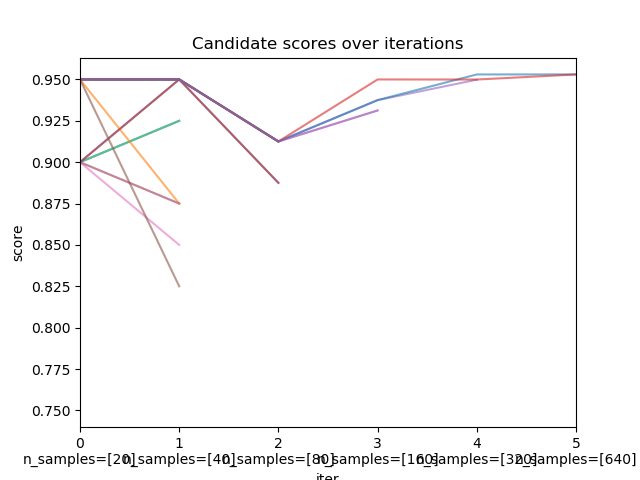 Candidate scores over iterations
score
0.950
0.925
0.900
0.875
0.850
0.825
0.800
0.775
0.750
0 1 2 3 4 5
n_samples=[20] n_samples=[40] n_samples=[80] n_samples=[160] n_samples=[320] n_samples=[640]
iter